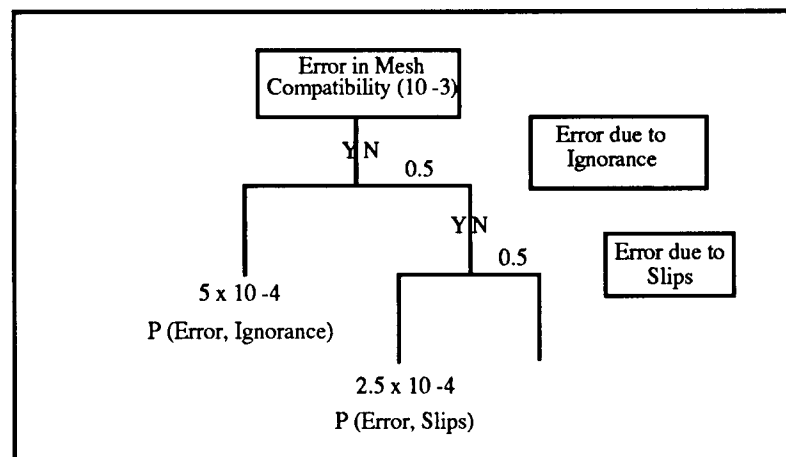 Error in Mesh
Compatibility (10 -3)
Error due to
Ignorance
Y N
0.5
Y N
0.5
Error due to
Slips
5 x 10 -4
P (Error, Ignorance)
2.5 x 10 -4
P (Error, Slips)